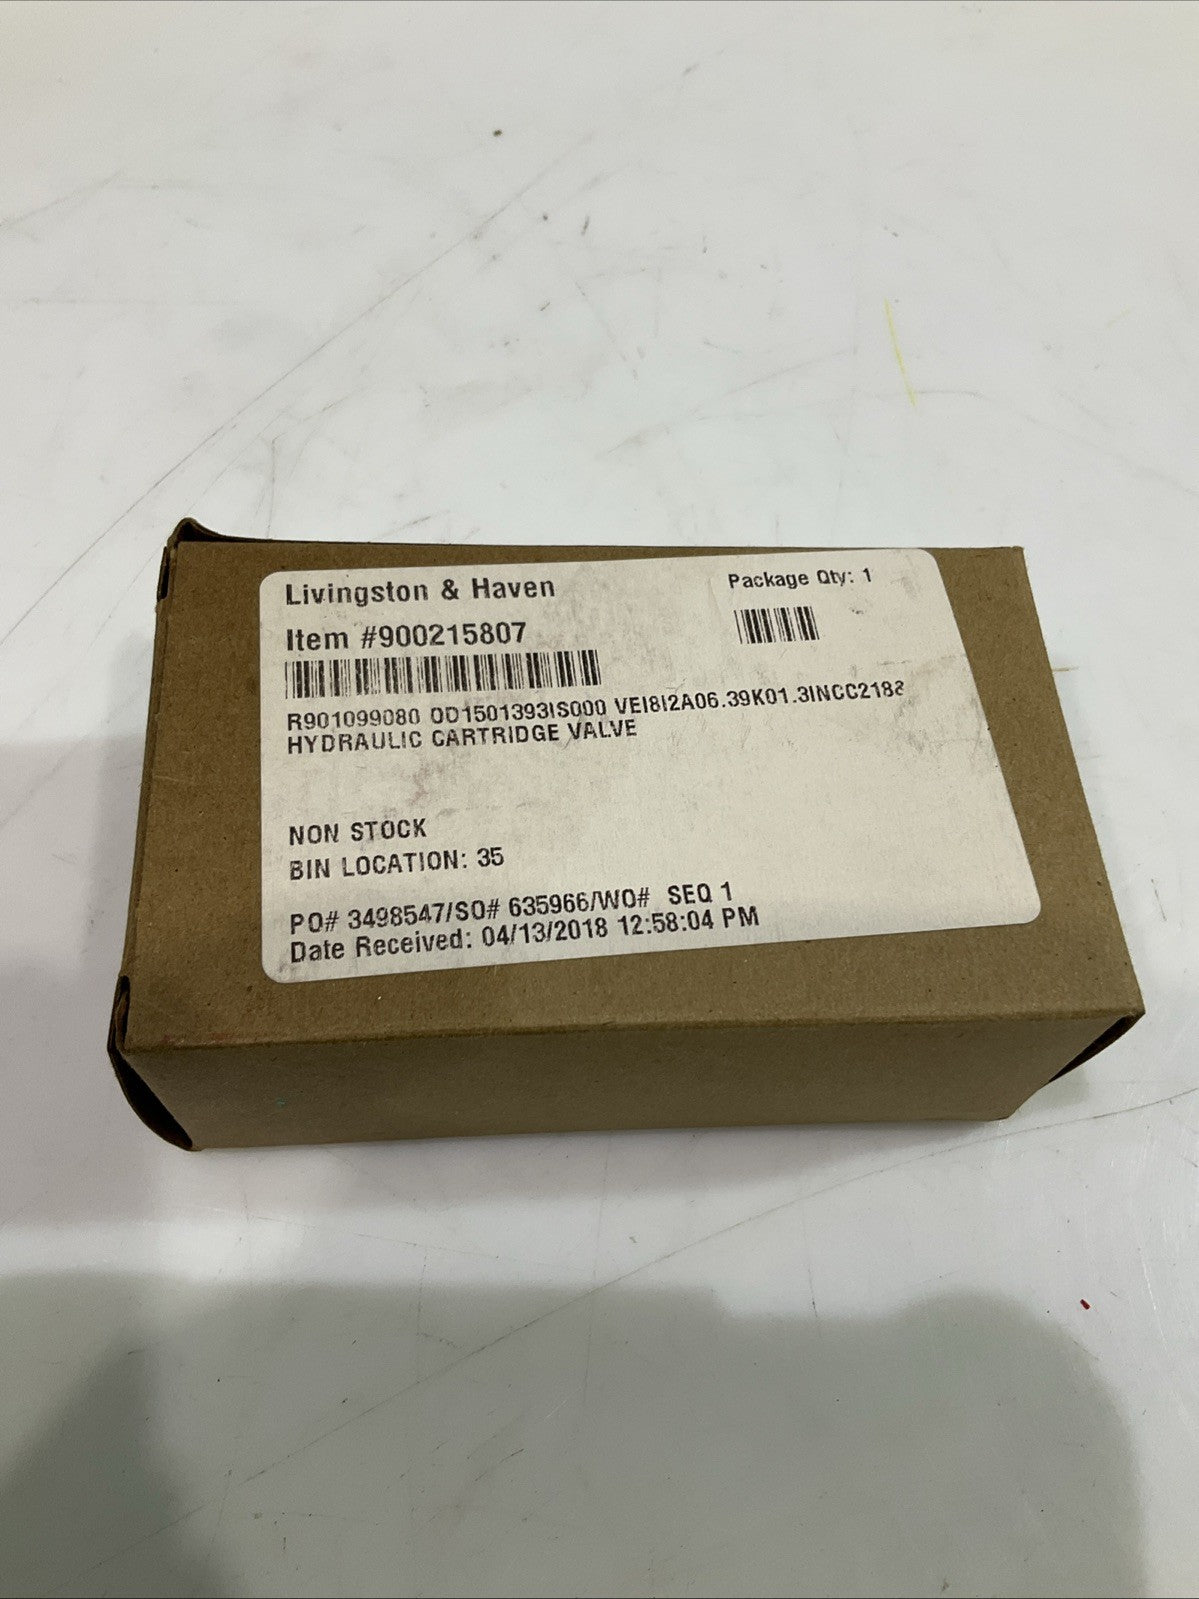 Livingston & Haven
Package Qty: 1
Item #900215807
R901099080 OD1501393IS000 VEI8I2A06.39K01.3INCC2188
HYDRAULIC CARTRIDGE VALVE
NON STOCK
BIN LOCATION: 35
PO# 3498547/SO# 635966/WO# SEQ 1
Date Received: 04/13/2018 12:58:04 PM